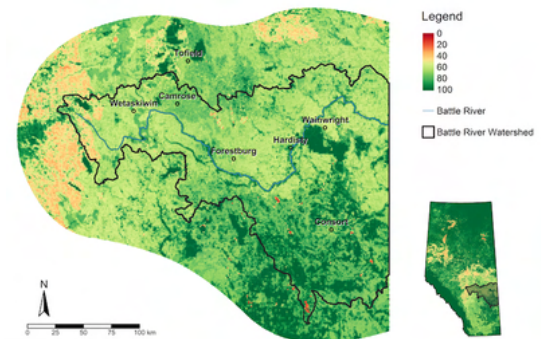 Legend
0
20
40
60
80
100
Battle River
Battle River Watershed
Tofield
Camrose
Wetaskiwin
Wainwright
Hardisty
Forestburg
Consort
N
0 25 50 75 100 km